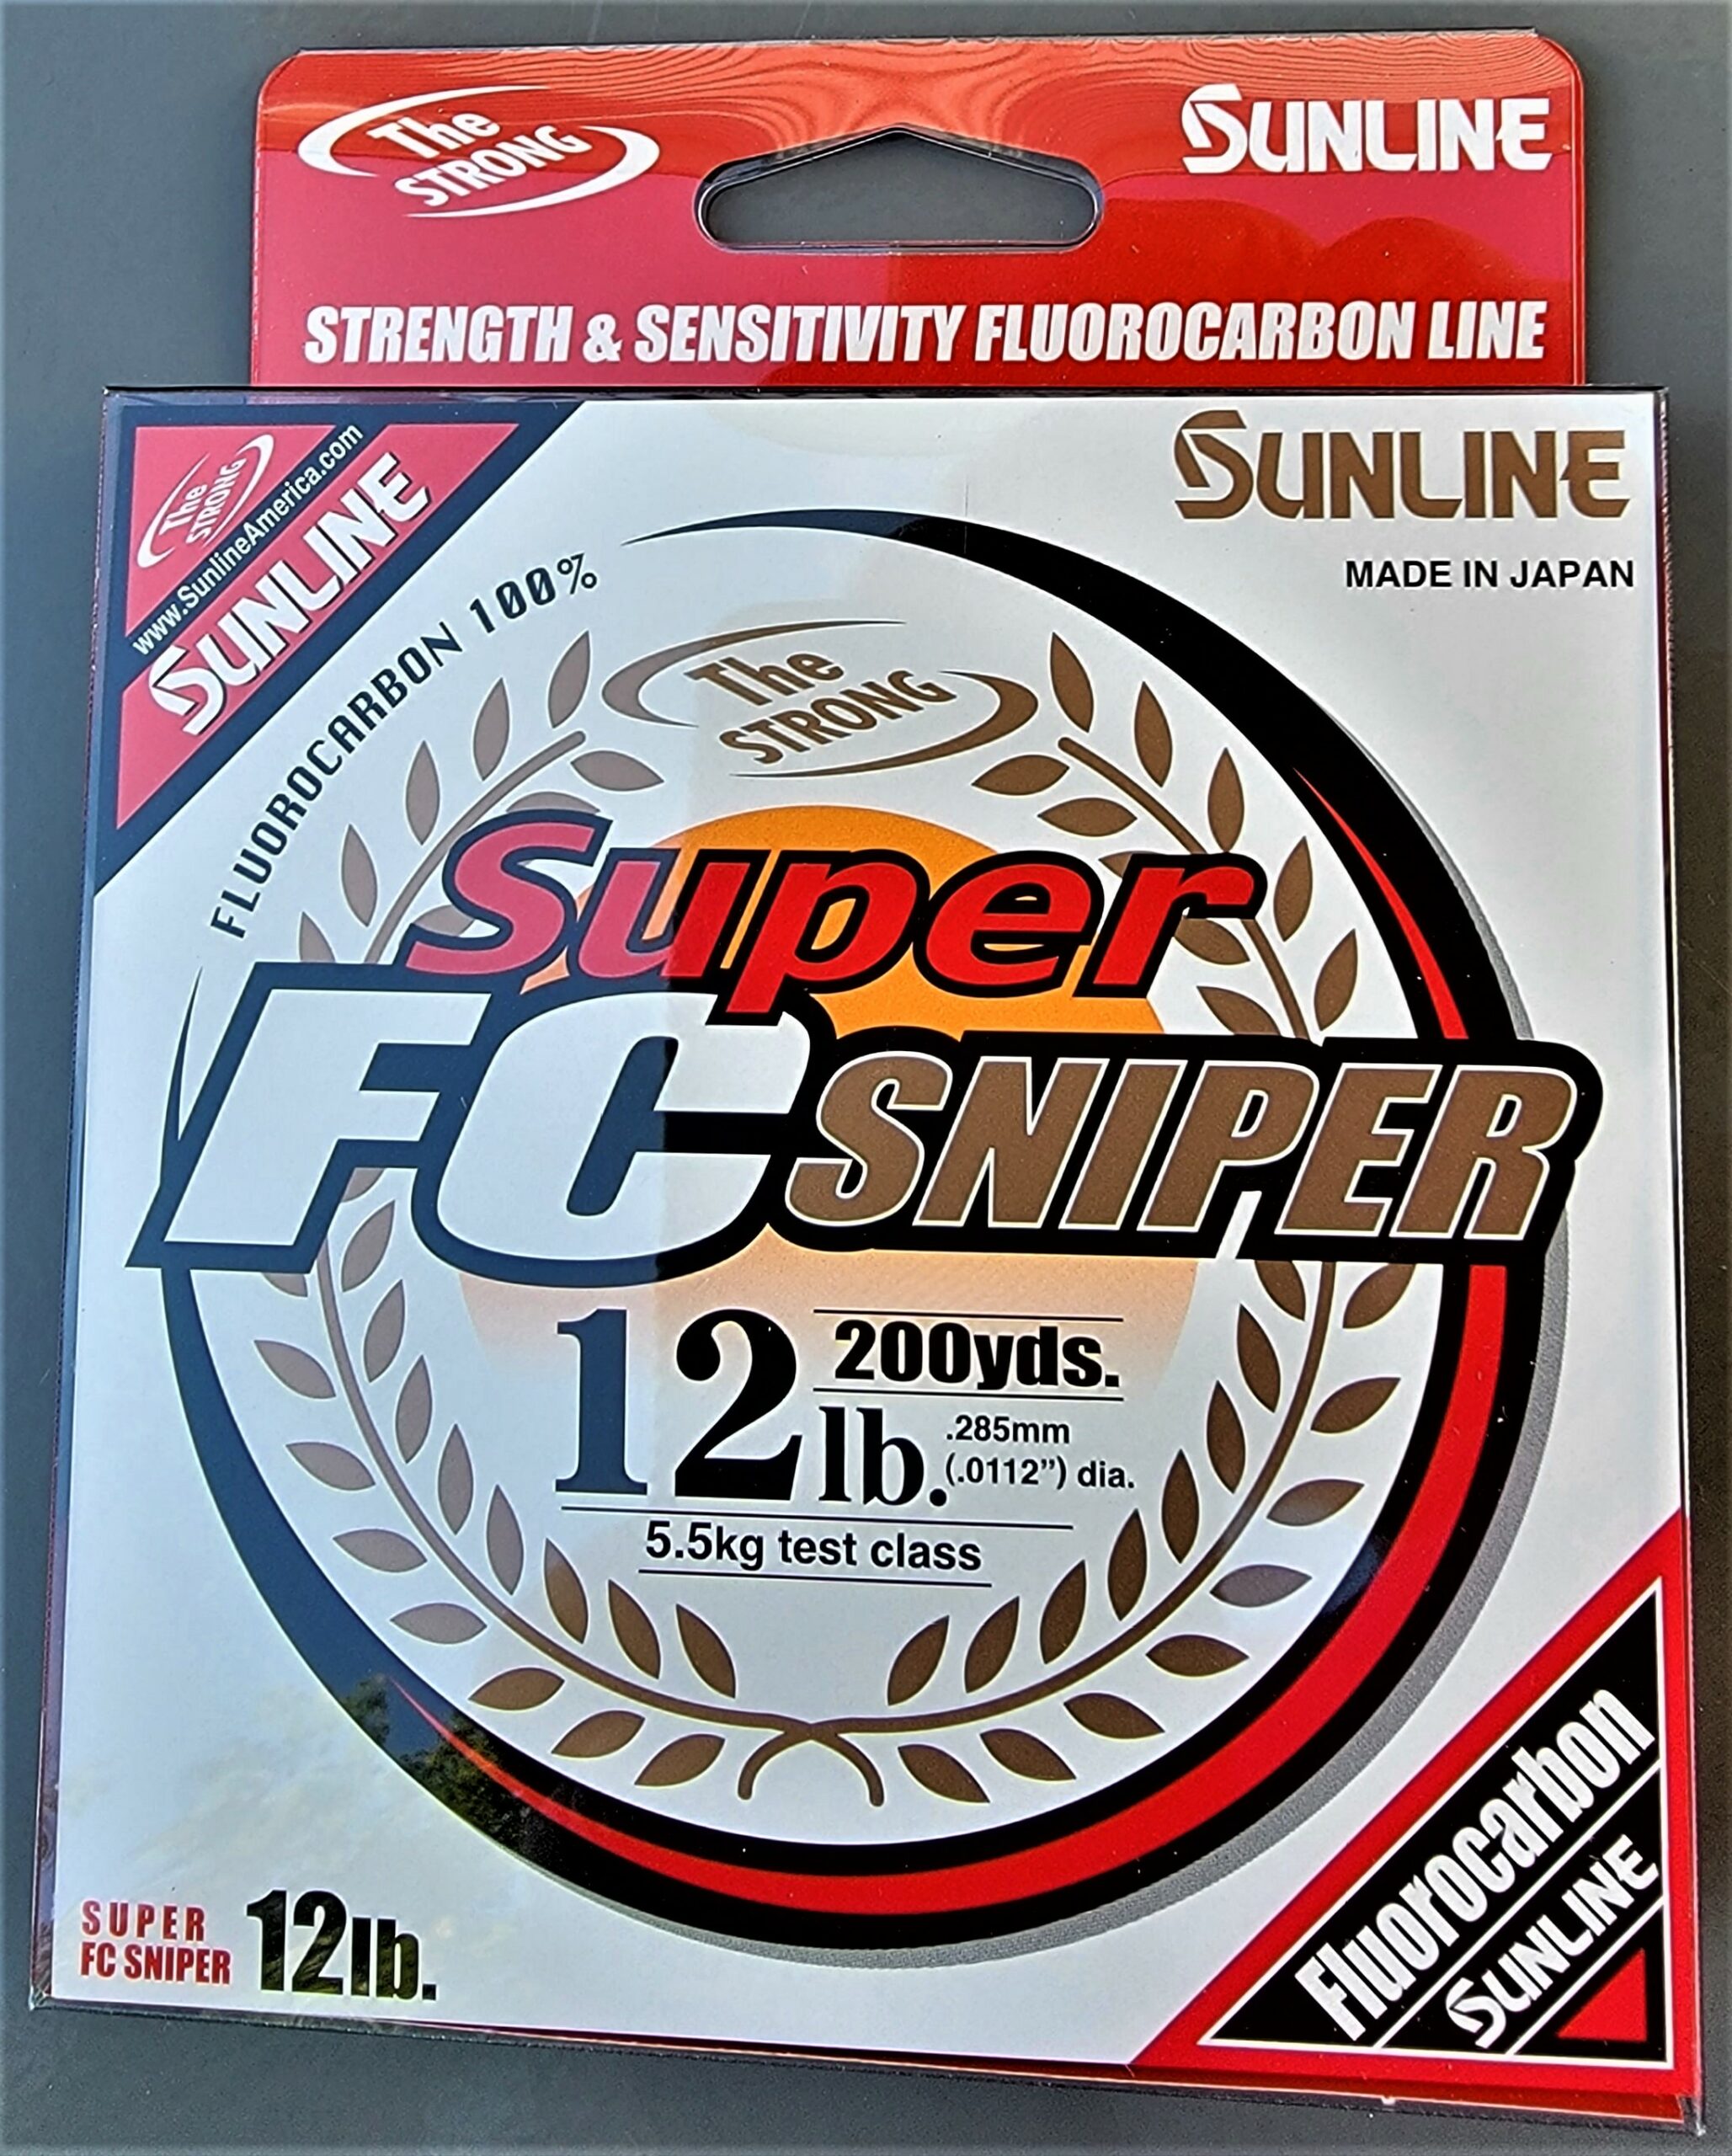 The
STRONG
SUNLINE
STRENGTH & SENSITIVITY FLUOROCARBON LINE
The
STRONG
www.SunlineAmerica.com
SUNLINE
SUNLINE
MADE IN JAPAN
FLUOROCARBON 100%
The
STRONG
Super
FC SNIPER
12lb.
200yds.
.285mm
(.0112") dia.
5.5kg test class
SUPER
FC SNIPER
12lb.
Fluorocarbon
SUNLINE